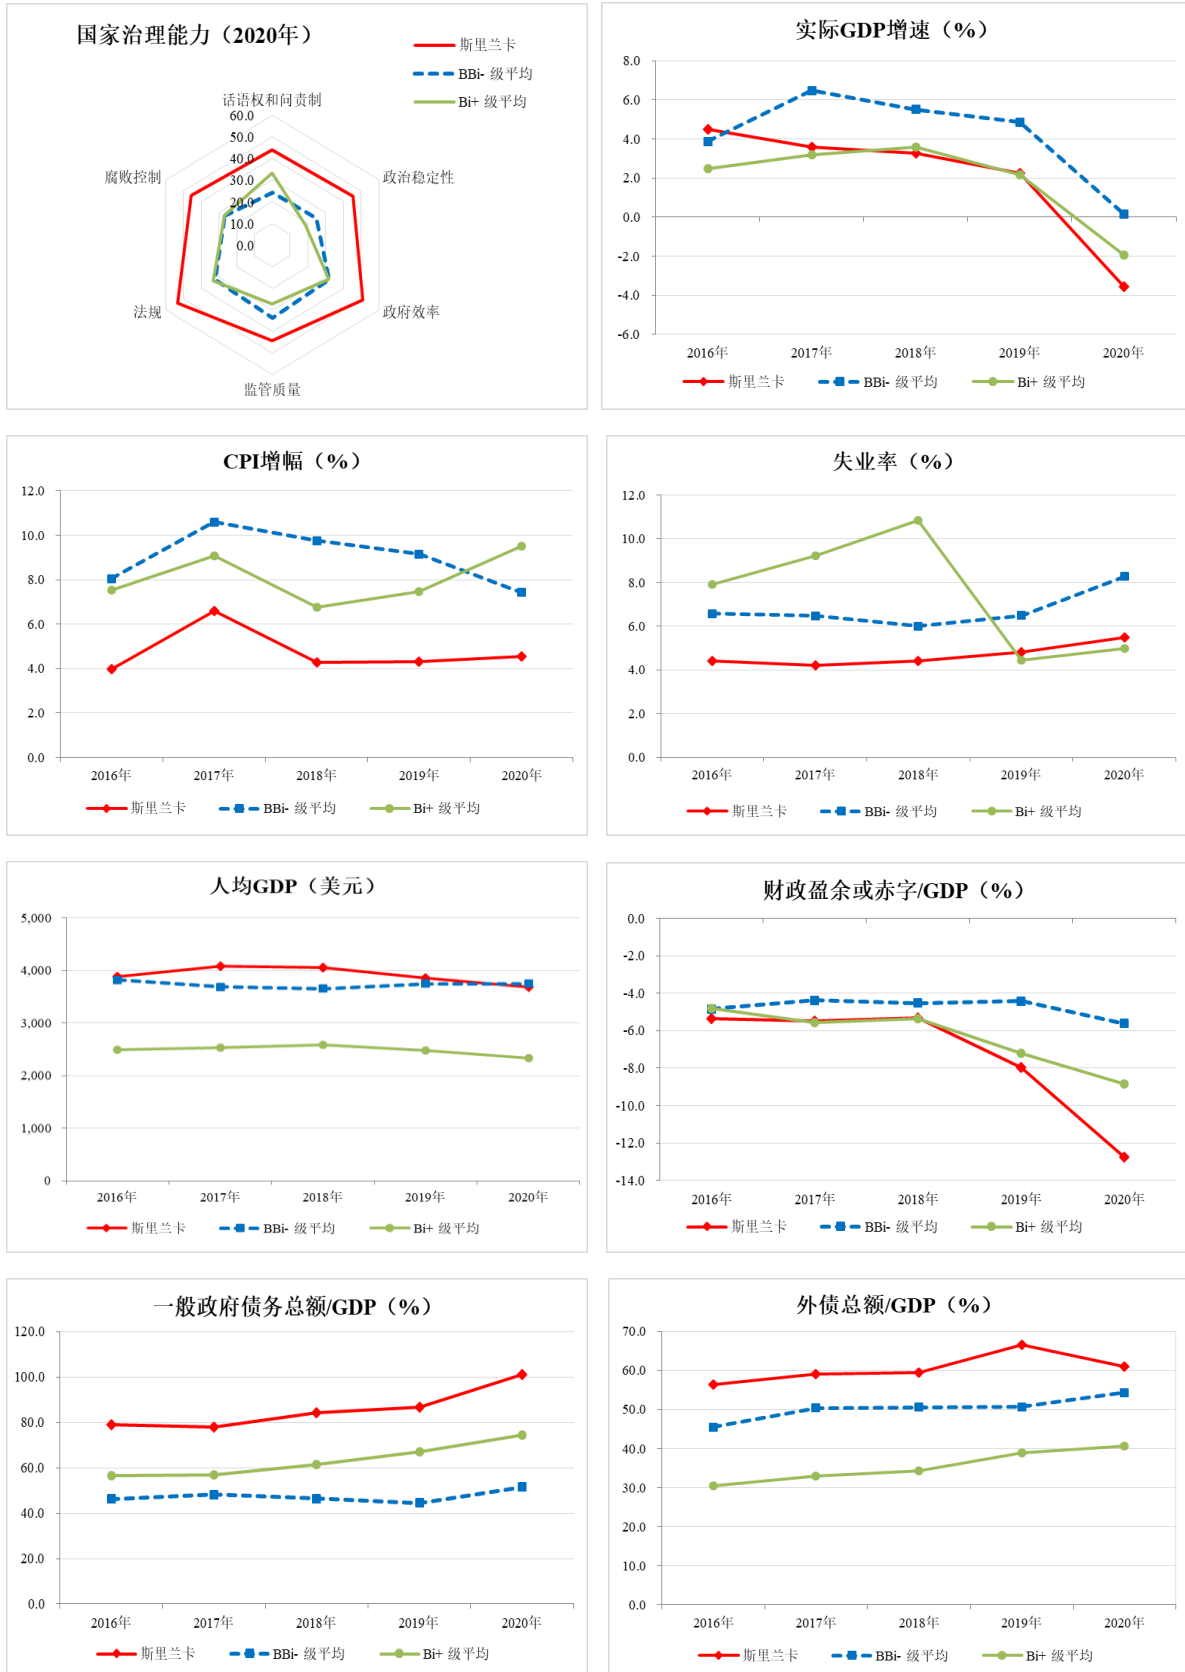 国家治理能力（2020年）
斯里兰卡
BBi- 级平均
Bi+ 级平均
话语权和问责制
60.0
50.0
40.0
30.0
20.0
10.0
0.0
腐败控制
政治稳定性
法规
政府效率
监管质量
实际GDP增速（%）
8.0
6.0
4.0
2.0
0.0
-2.0
-4.0
-6.0
2016年 2017年 2018年 2019年 2020年
斯里兰卡 BBi- 级平均 Bi+ 级平均
CPI增幅（%）
12.0
10.0
8.0
6.0
4.0
2.0
0.0
2016年 2017年 2018年 2019年 2020年
斯里兰卡 BBi- 级平均 Bi+ 级平均
失业率（%）
12.0
10.0
8.0
6.0
4.0
2.0
0.0
2016年 2017年 2018年 2019年 2020年
斯里兰卡 BBi- 级平均 Bi+ 级平均
人均GDP（美元）
5,000
4,000
3,000
2,000
1,000
0
2016年 2017年 2018年 2019年 2020年
斯里兰卡 BBi- 级平均 Bi+ 级平均
财政盈余或赤字/GDP（%）
0.0
-2.0
-4.0
-6.0
-8.0
-10.0
-12.0
-14.0
2016年 2017年 2018年 2019年 2020年
斯里兰卡 BBi- 级平均 Bi+ 级平均
一般政府债务总额/GDP（%）
120.0
100.0
80.0
60.0
40.0
20.0
0.0
2016年 2017年 2018年 2019年 2020年
斯里兰卡 BBi- 级平均 Bi+ 级平均
外债总额/GDP（%）
70.0
60.0
50.0
40.0
30.0
20.0
10.0
0.0
2016年 2017年 2018年 2019年 2020年
斯里兰卡 BBi- 级平均 Bi+ 级平均